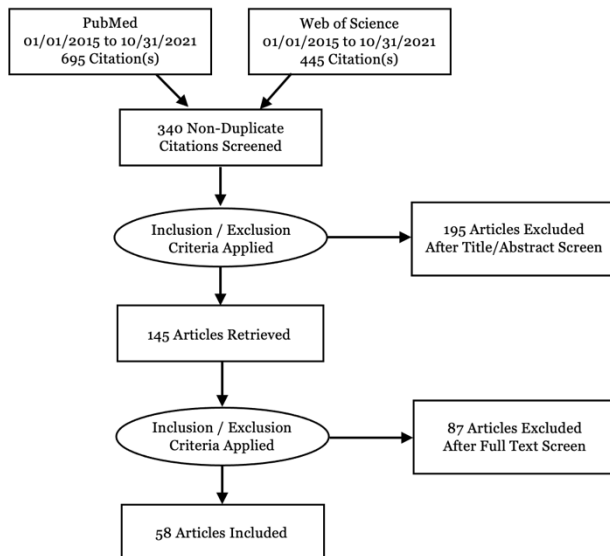 PubMed
01/01/2015 to 10/31/2021
695 Citation(s)
Web of Science
01/01/2015 to 10/31/2021
445 Citation(s)
340 Non-Duplicate
Citations Screened
Inclusion / Exclusion
Criteria Applied
195 Articles Excluded
After Title/Abstract Screen
145 Articles Retrieved
Inclusion / Exclusion
Criteria Applied
87 Articles Excluded
After Full Text Screen
58 Articles Included